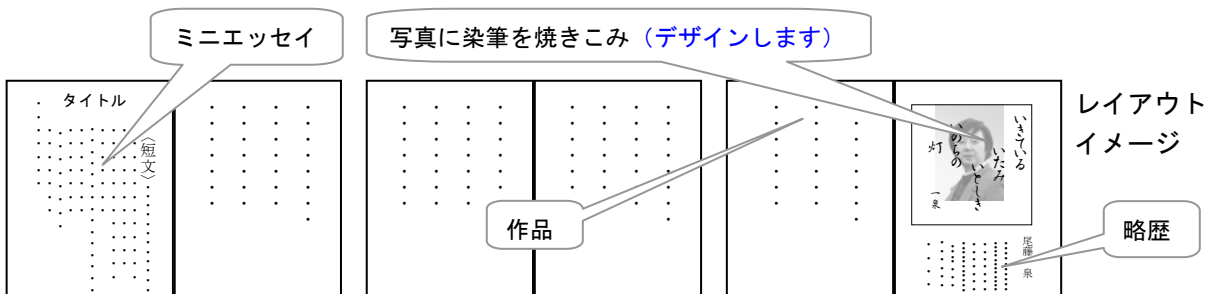 ミニエッセイ
写真に染筆を焼きこみ(デザインします)
レイアウト
イメージ
タイトル
〈短文〉
作品
略歴
いきている
いたみ
いとしき
いのちの
灯
一泉
尾藤 一泉